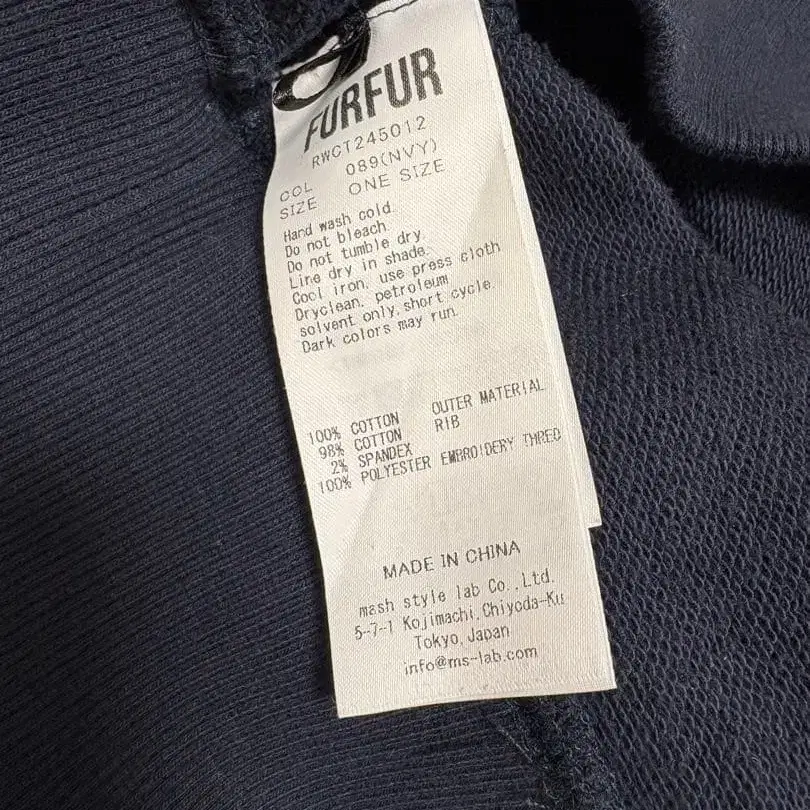 FURFUR
RWCT245012
COL 089(NVY)
SIZE ONE SIZE
Hand wash cold.
Do not bleach.
Do not tumble dry.
Line dry in shade.
Cool iron, use press cloth
Dryclean, petroleum
solvent only, short cycle.
Dark colors may run.
100% COTTON OUTER MATERIAL
98% COTTON RIB
2% SPANDEX
100% POLYESTER EMBROIDERY THRED
MADE IN CHINA
mash style lab Co.,Ltd.
5-7-1 Kojimachi,Chiyoda-Ku
Tokyo,Japan
info@ms-lab.com